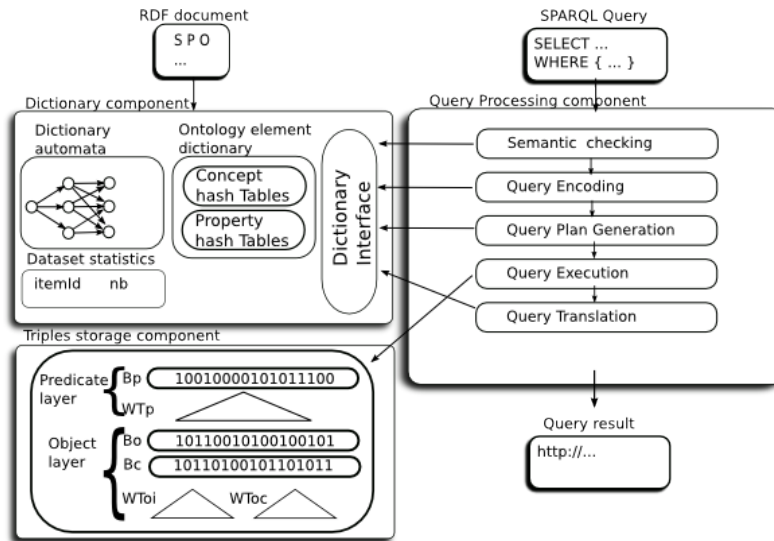 RDF document
S P O
...
SPARQL Query
SELECT ...
WHERE { ... }
Dictionary component
Dictionary
automata
Ontology element
dictionary
Concept
hash Tables
Property
hash Tables
Dictionary
Interface
Dataset statistics
itemId nb
Query Processing component
Semantic checking
Query Encoding
Query Plan Generation
Query Execution
Query Translation
Triples storage component
Predicate
layer
Bp
10010000101011100
WTp
Object
layer
Bo
10110010100100101
Bc
10110100101101011
WToi
WToc
Query result
http://...